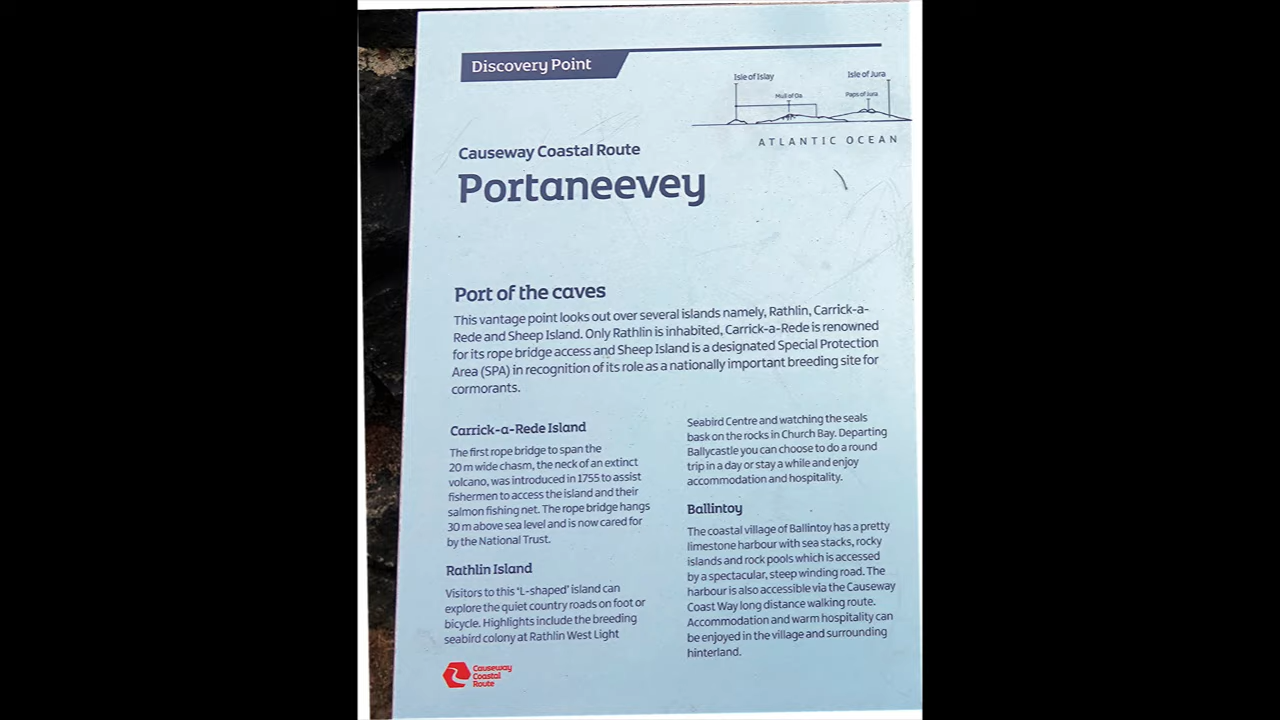 Discovery Point
Isle of Islay
Isle of Jura
Mull of Oa
Paps of Jura
ATLANTIC OCEAN
Causeway Coastal Route
Portaneevey
Port of the caves
This vantage point looks out over several islands namely, Rathlin, Carrick-a-
Rede and Sheep Island. Only Rathlin is inhabited, Carrick-a-Rede is renowned
for its rope bridge access and Sheep Island is a designated Special Protection
Area (SPA) in recognition of its role as a nationally important breeding site for
cormorants.
Carrick-a-Rede Island
The first rope bridge to span the
20 m wide chasm, the neck of an extinct
volcano, was introduced in 1755 to assist
fishermen to access the island and their
salmon fishing net. The rope bridge hangs
30 m above sea level and is now cared for
by the National Trust.
Rathlin Island
Visitors to this 'L-shaped' island can
explore the quiet country roads on foot or
bicycle. Highlights include the breeding
seabird colony at Rathlin West Light
Seabird Centre and watching the seals
bask on the rocks in Church Bay. Departing
Ballycastle you can choose to do a round
trip in a day or stay a while and enjoy
accommodation and hospitality.
Ballintoy
The coastal village of Ballintoy has a pretty
limestone harbour with sea stacks, rocky
islands and rock pools which is accessed
by a spectacular, steep winding road. The
harbour is also accessible via the Causeway
Coast Way long distance walking route.
Accommodation and warm hospitality can
be enjoyed in the village and surrounding
hinterland.
Causeway
Coastal
Route